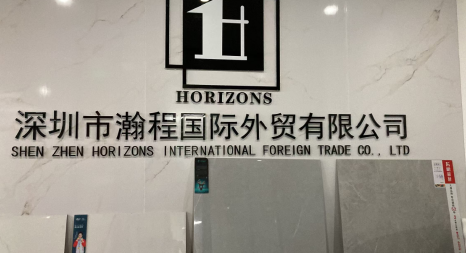 HORIZONS
深圳市瀚程国际外贸有限公司
SHEN ZHEN HORIZONS INTERNATIONAL FOREIGN TRADE CO., LTD